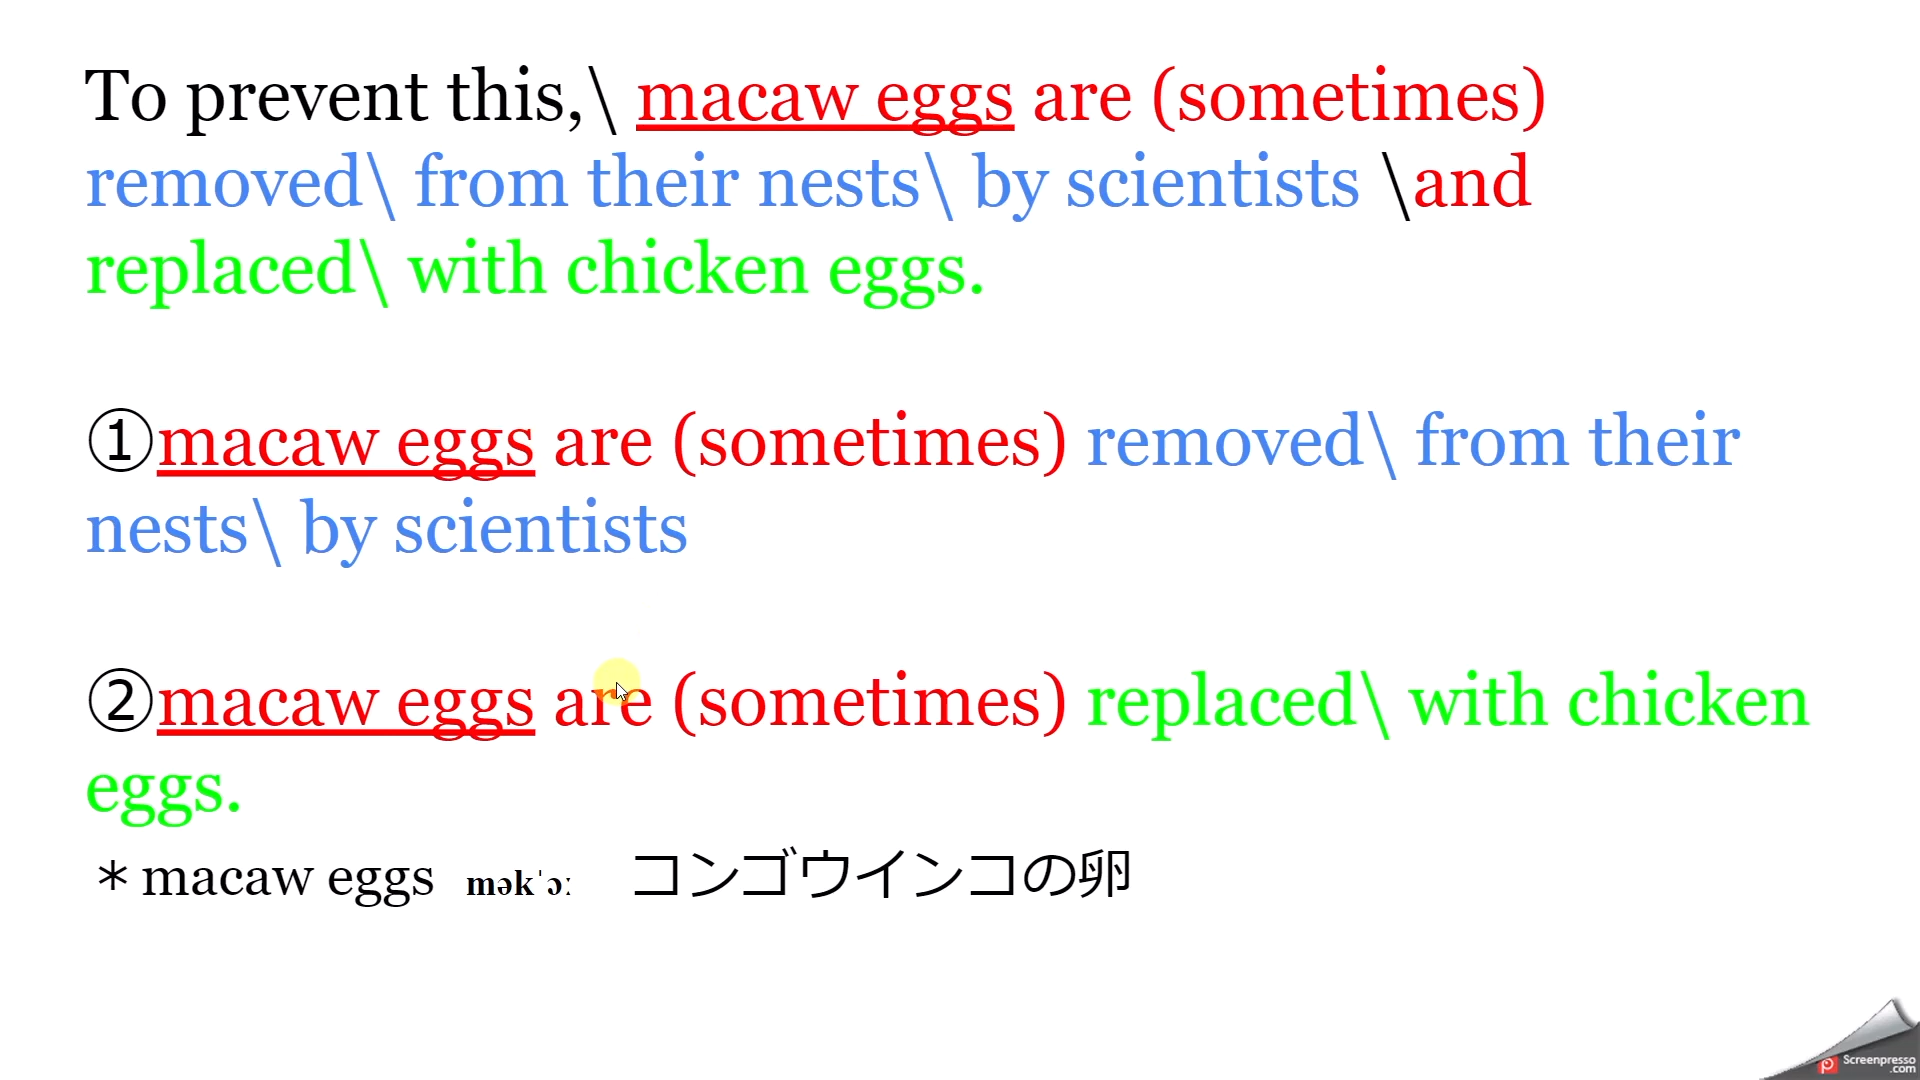 To prevent this,\ macaw eggs are (sometimes)
removed\ from their nests\ by scientists \and
replaced\ with chicken eggs.
①macaw eggs are (sometimes) removed\ from their
nests\ by scientists
②macaw eggs are (sometimes) replaced\ with chicken
eggs.
＊macaw eggs məkˈɔː コンゴウインコの卵
Screenpresso
.com